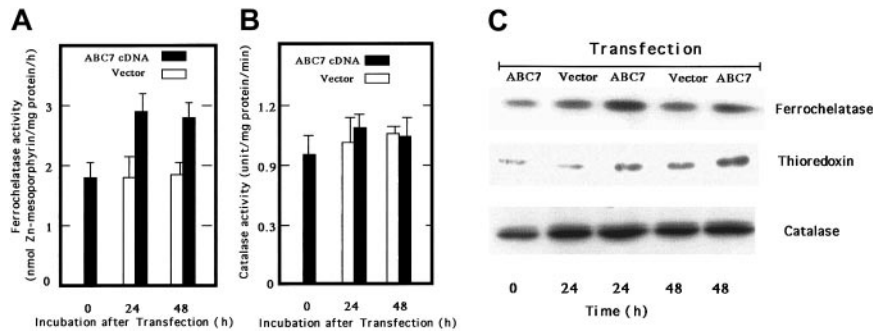 A
Ferrochelatase activity
(nmol Zn-mesoporphyrin/mg protein/h)
ABC7 cDNA
Vector
3
2
1
0
0 24 48
Incubation after Transfection (h)
B
Catalase activity (unit/mg protein/min)
ABC7 cDNA
Vector
1.2
0.9
0.3
0
0 24 48
Incubation after Transfection (h)
C
Transfection
ABC7 Vector ABC7 Vector ABC7
Ferrochelatase
Thioredoxin
Catalase
0 24 24 48 48
Time (h)